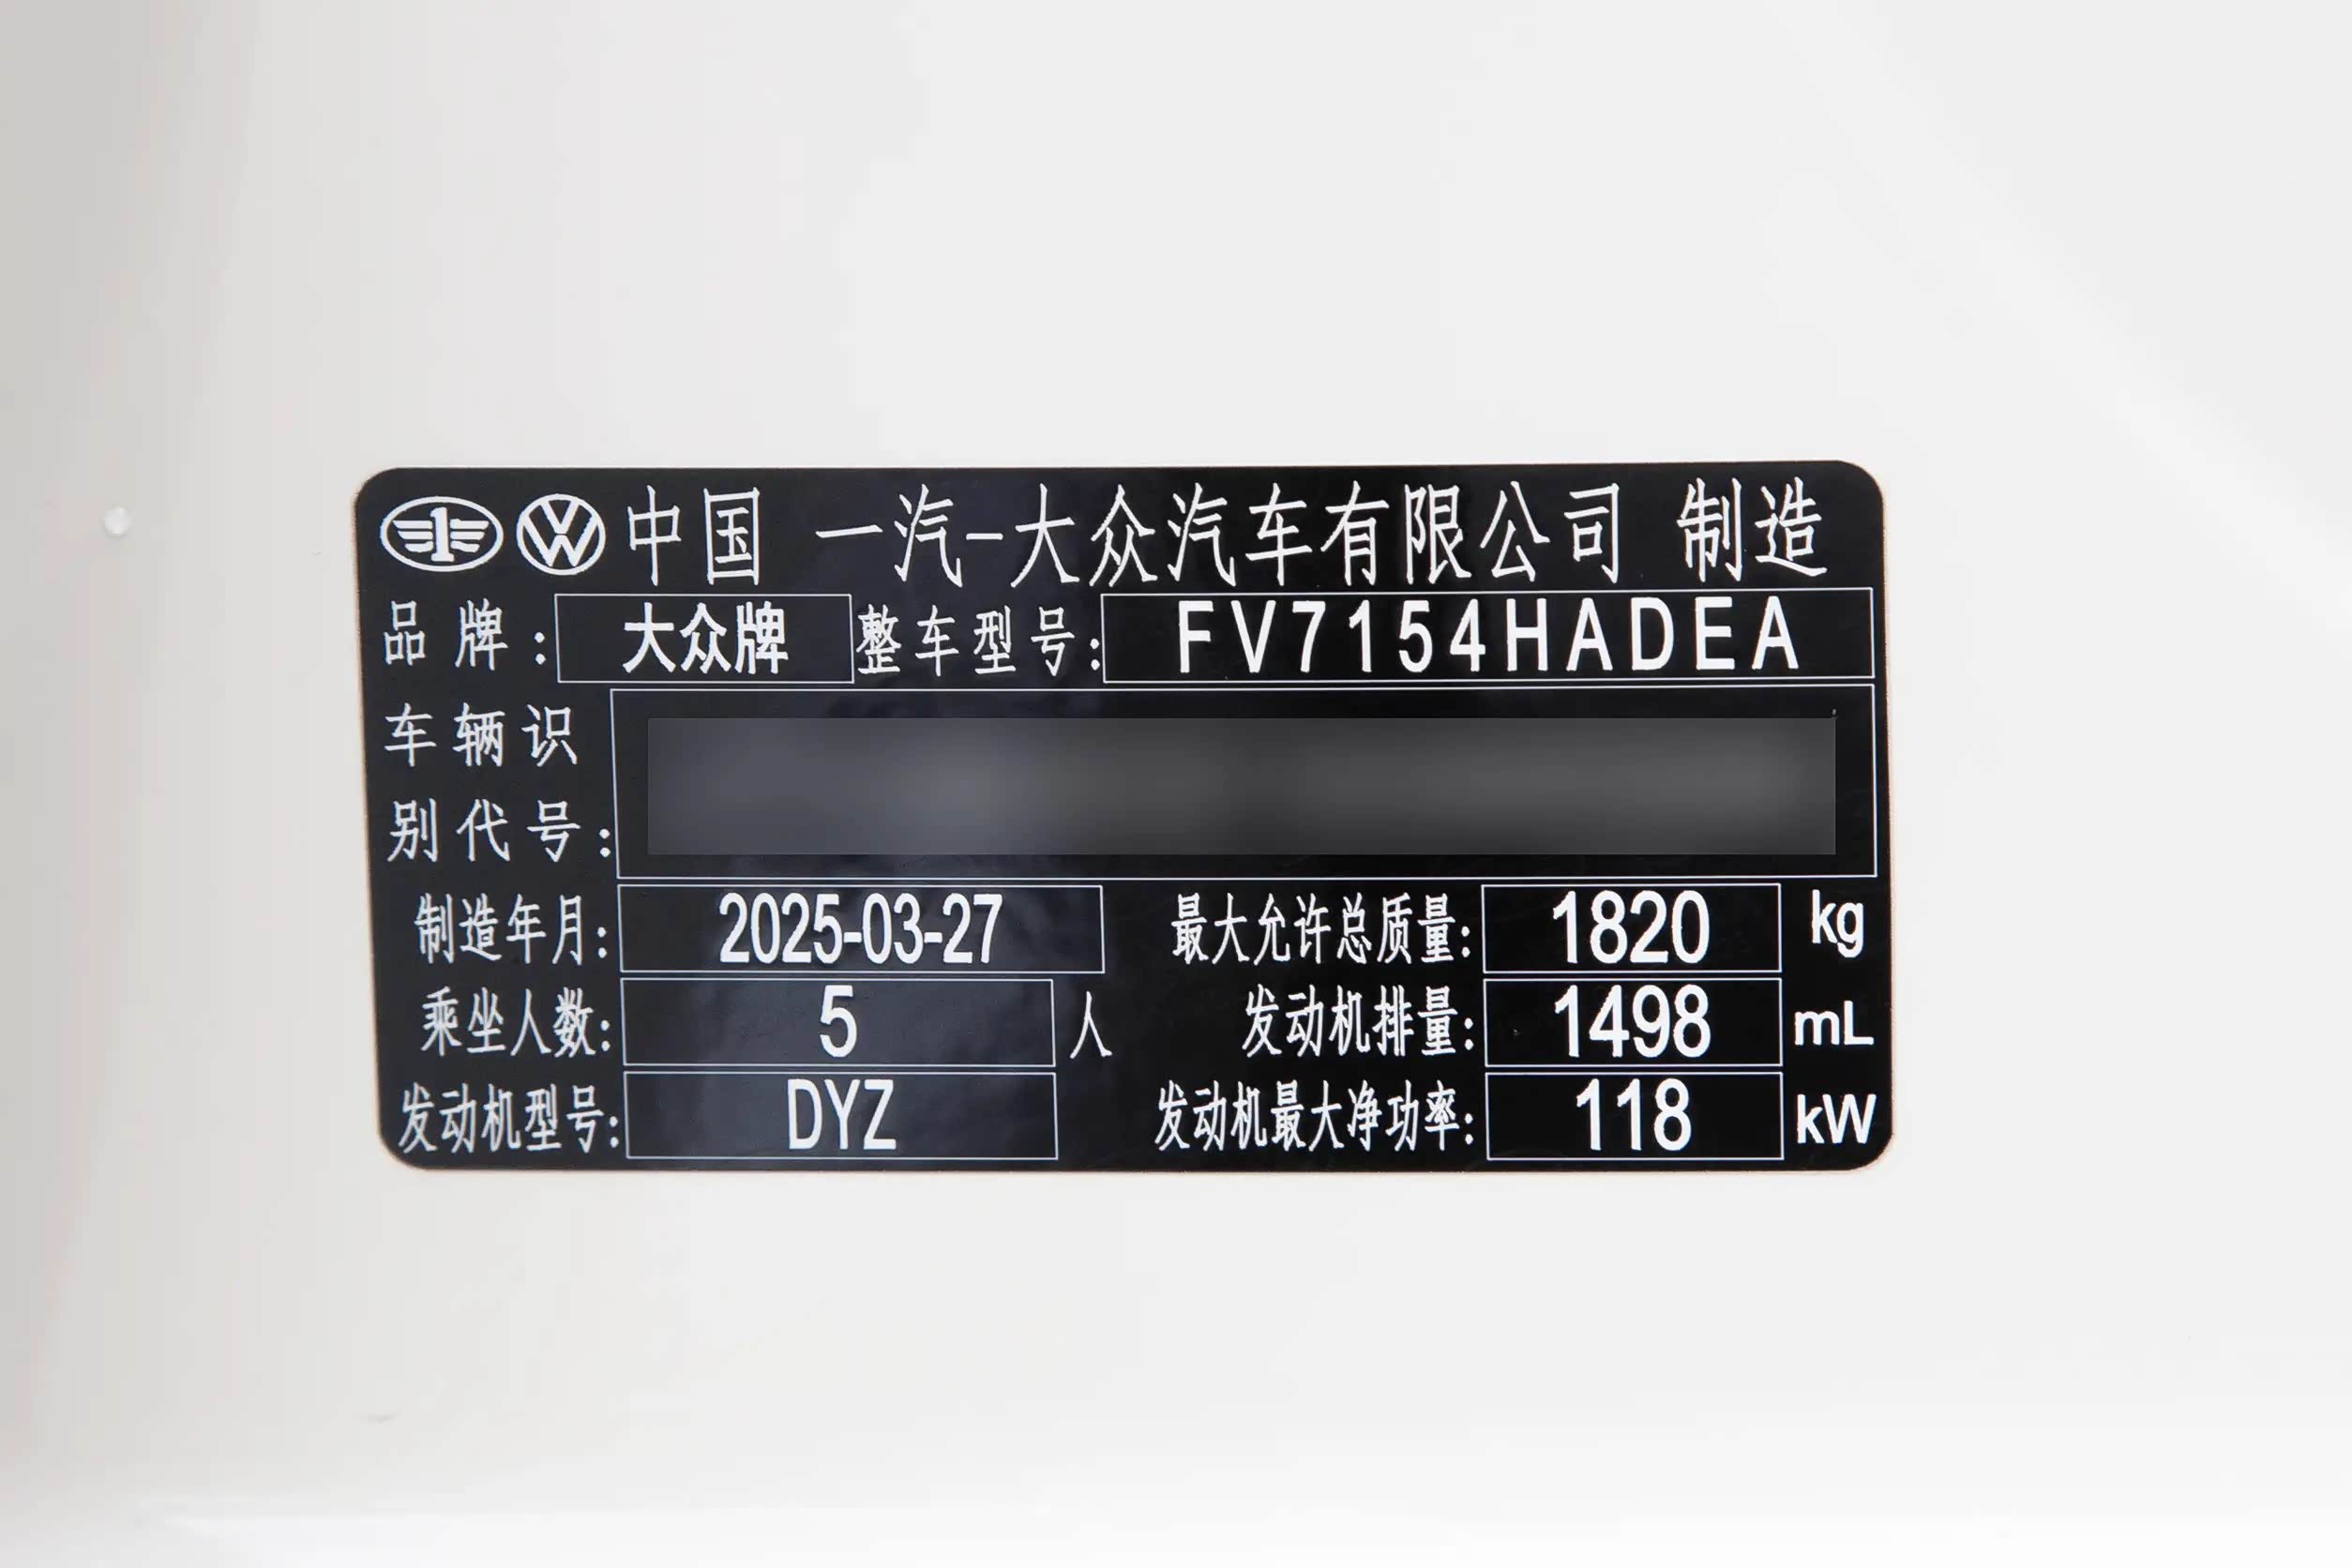 中国 一汽-大众汽车有限公司 制造
品牌: 大众牌 整车型号: FV7154HADEA
车辆识
别代号:
制造年月: 2025-03-27 最大允许总质量: 1820 kg
乘坐人数: 5 人 发动机排量: 1498 mL
发动机型号: DYZ 发动机最大净功率: 118 kW